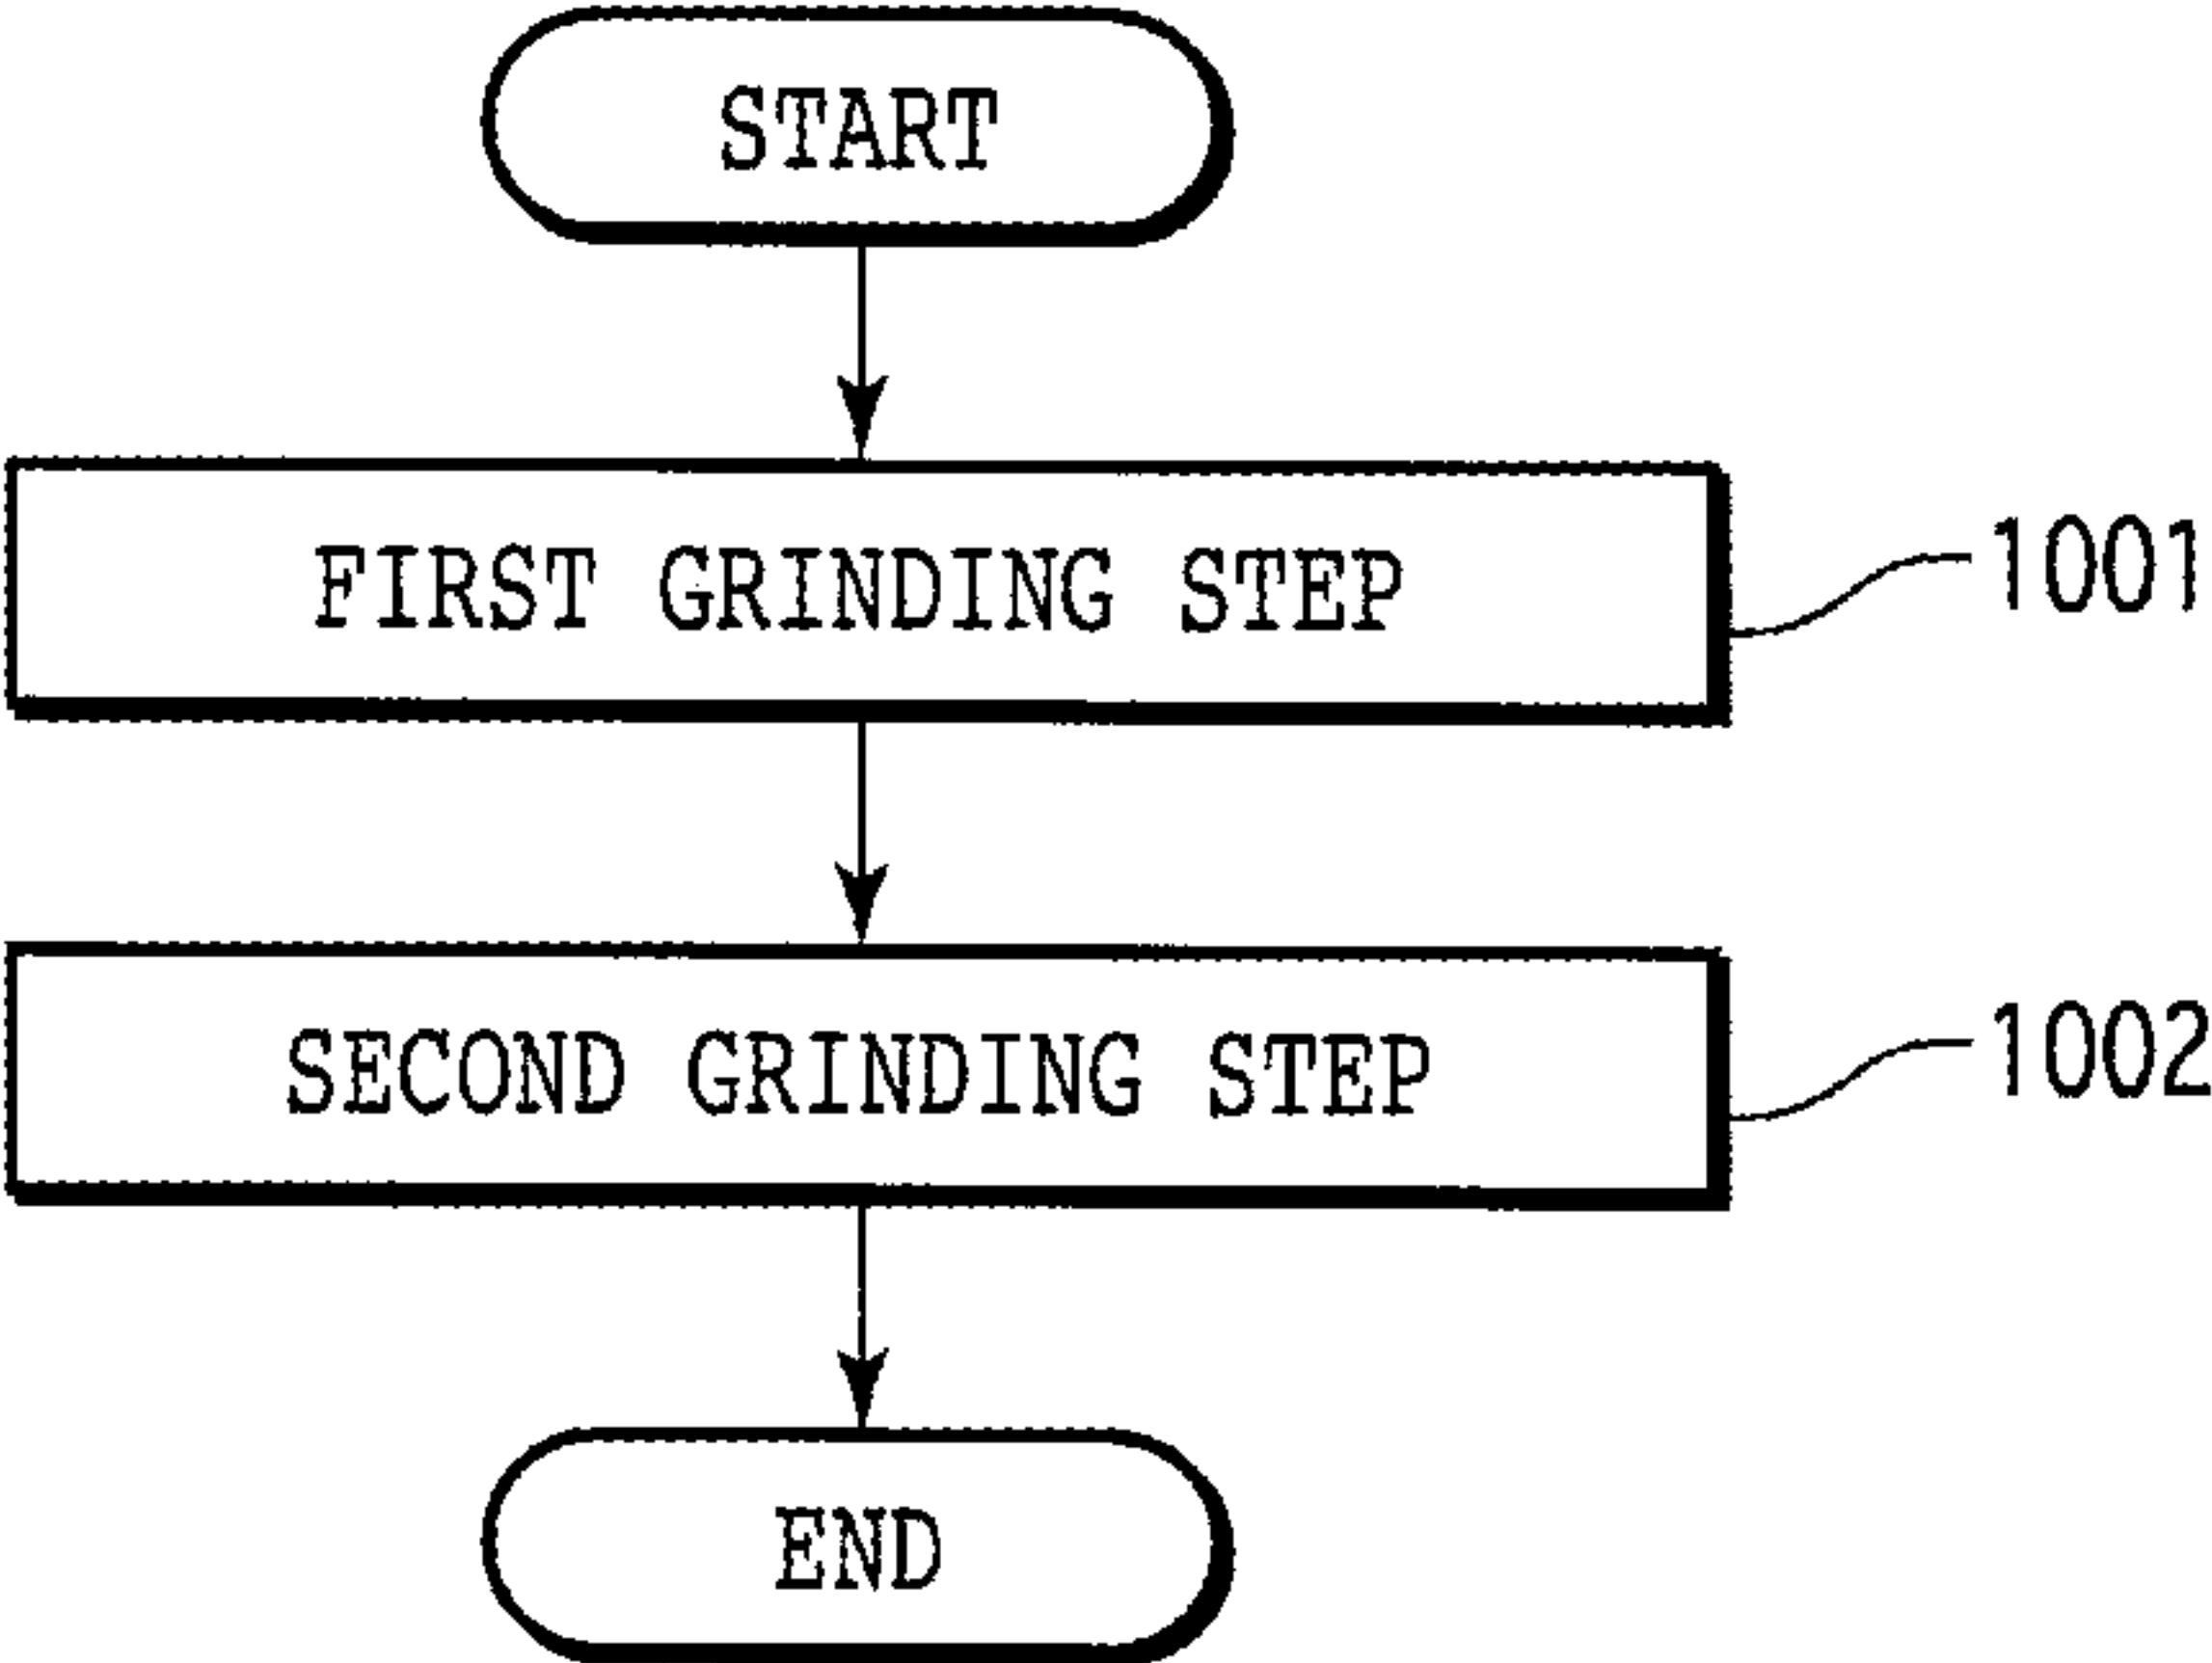 START
FIRST GRINDING STEP
1001
SECOND GRINDING STEP
1002
END